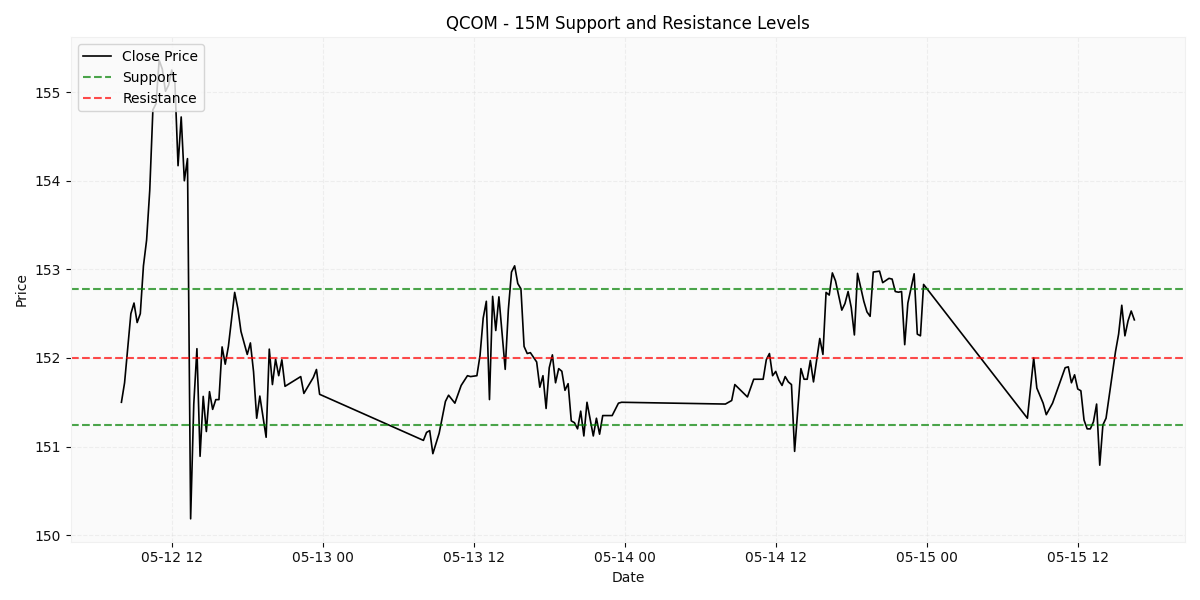 QCOM - 15M Support and Resistance Levels
Close Price
Support
Resistance
Price
155
154
153
152
151
150
05-12 12
05-13 00
05-13 12
05-14 00
05-14 12
05-15 00
05-15 12
Date